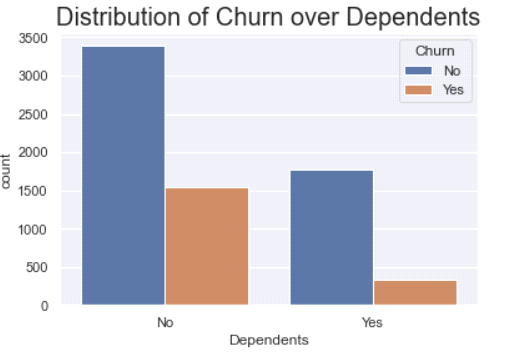 Distribution of Churn over Dependents
3500
3000
2500
2000
1500
1000
500
0
count
Churn
No
Yes
No Yes
Dependents